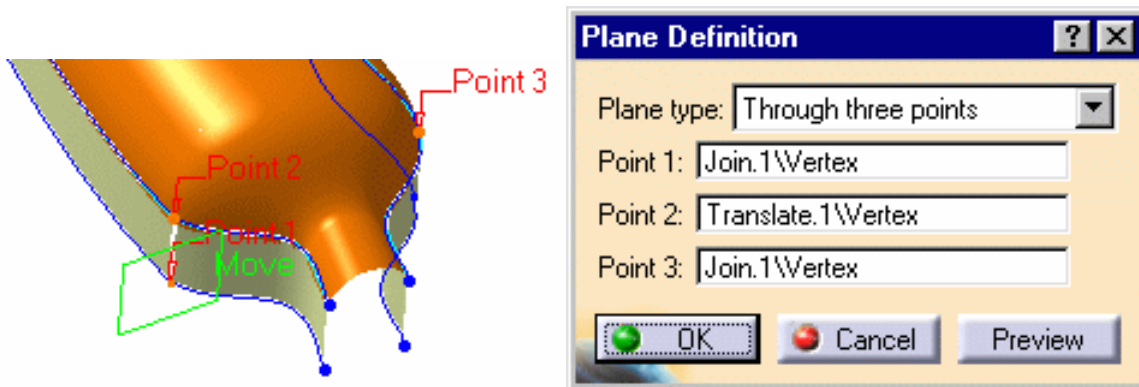 Point 3
Point 2
Point 1
Move
Plane Definition
? X
Plane type: Through three points
Point 1: Join.1\Vertex
Point 2: Translate.1\Vertex
Point 3: Join.1\Vertex
OK Cancel Preview